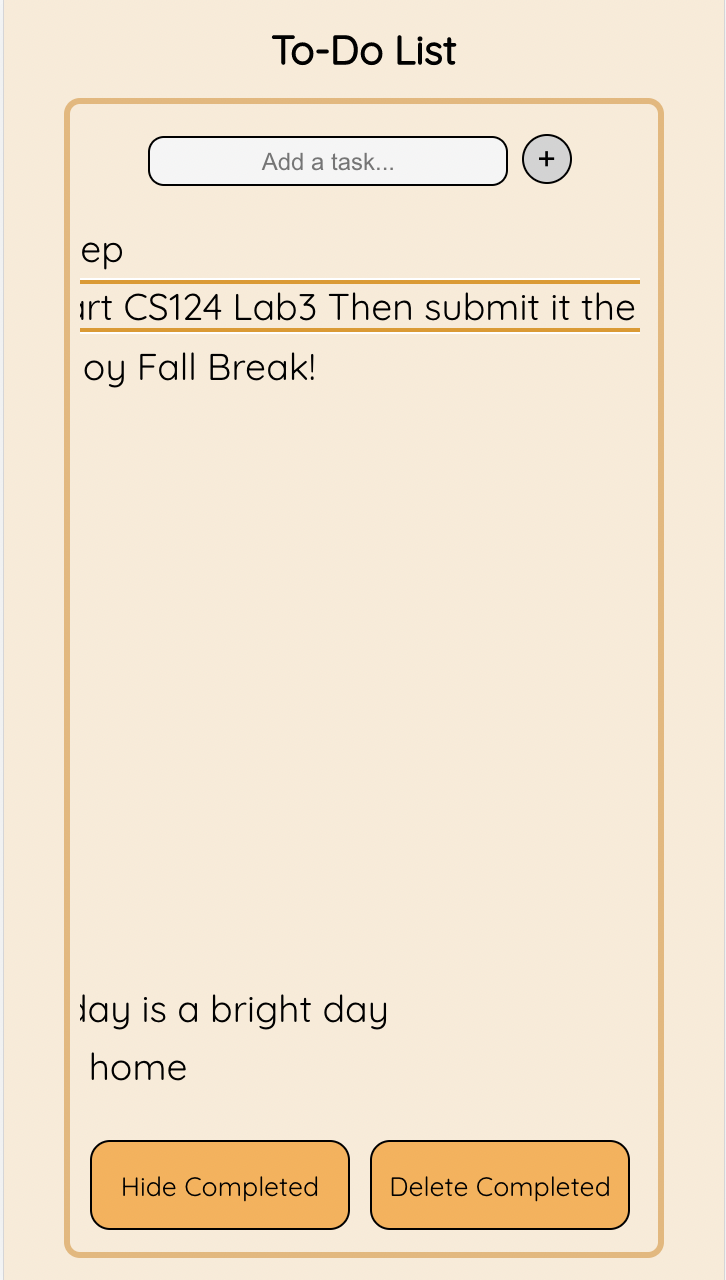 To-Do List
Add a task...
+
ep
art CS124 Lab3 Then submit it the
oy Fall Break!
day is a bright day
home
Hide Completed
Delete Completed